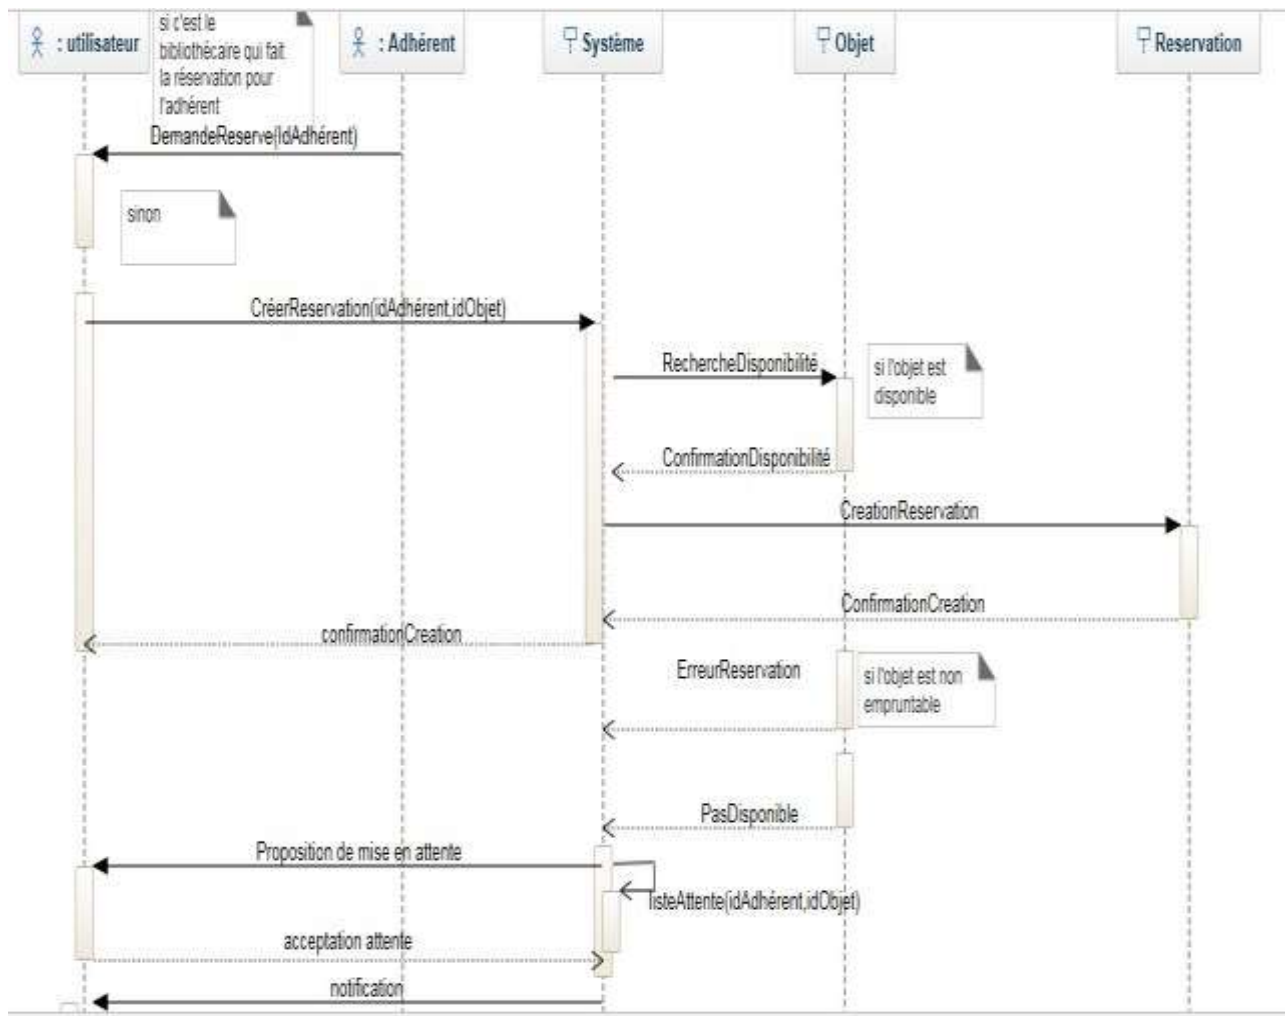 : utilisateur
si c'est le
bibliothécaire qui fait
la réservation pour
l'adhérent
: Adhérent
Système
Objet
Reservation
DemandeReserve(IdAdhérent)
sinon
CréerReservation(idAdhérent,idObjet)
RechercheDisponibilité
si l'objet est
disponible
ConfirmationDisponibilité
CreationReservation
ConfirmationCreation
confirmationCreation
ErreurReservation
si l'objet est non
empruntable
PasDisponible
Proposition de mise en attente
listeAttente(idAdhérent,idObjet)
acceptation attente
notification